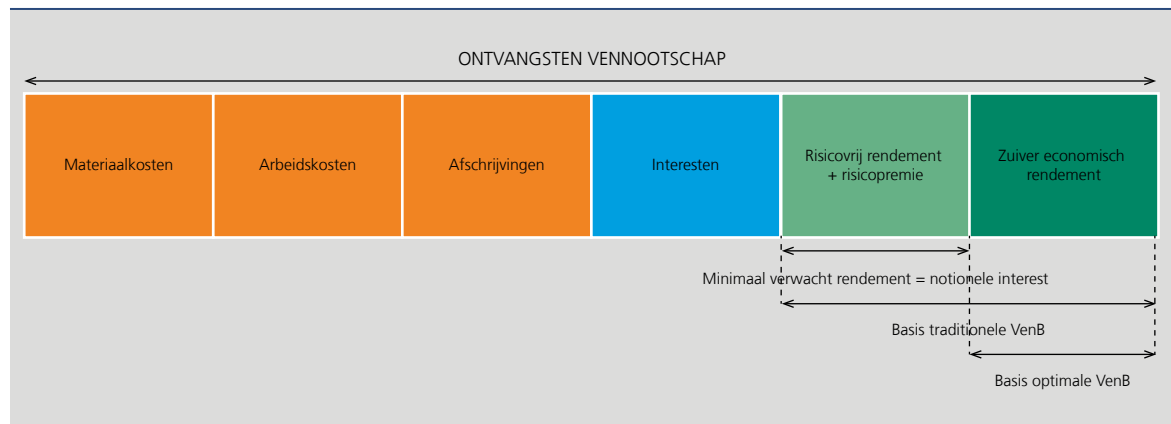 ONTVANGSTEN VENNOOTSCHAP
Materiaalkosten
Arbeidskosten
Afschrijvingen
Interesten
Risicovrij rendement
+ risicopremie
Zuiver economisch
rendement
Minimaal verwacht rendement = notionele interest
Basis traditionele VenB
Basis optimale VenB